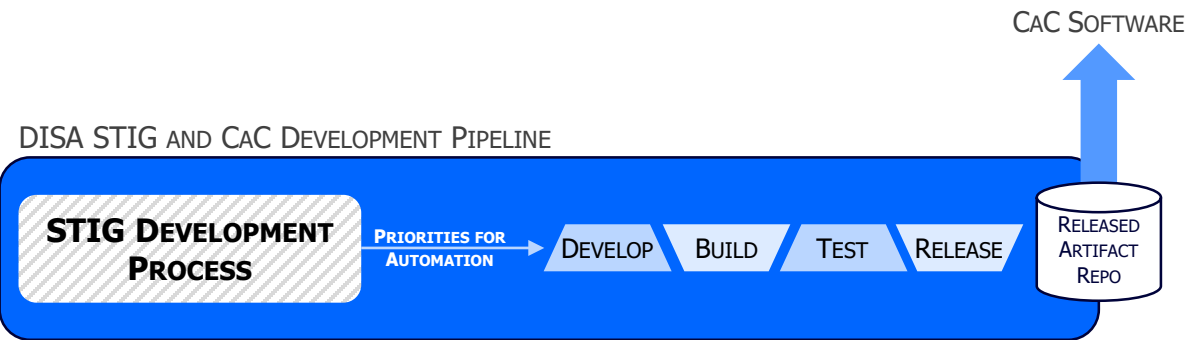 CaC Software
DISA STIG and CaC Development Pipeline
STIG Development
Process
Priorities for
Automation
Develop
Build
Test
Release
Released
Artifact
Repo